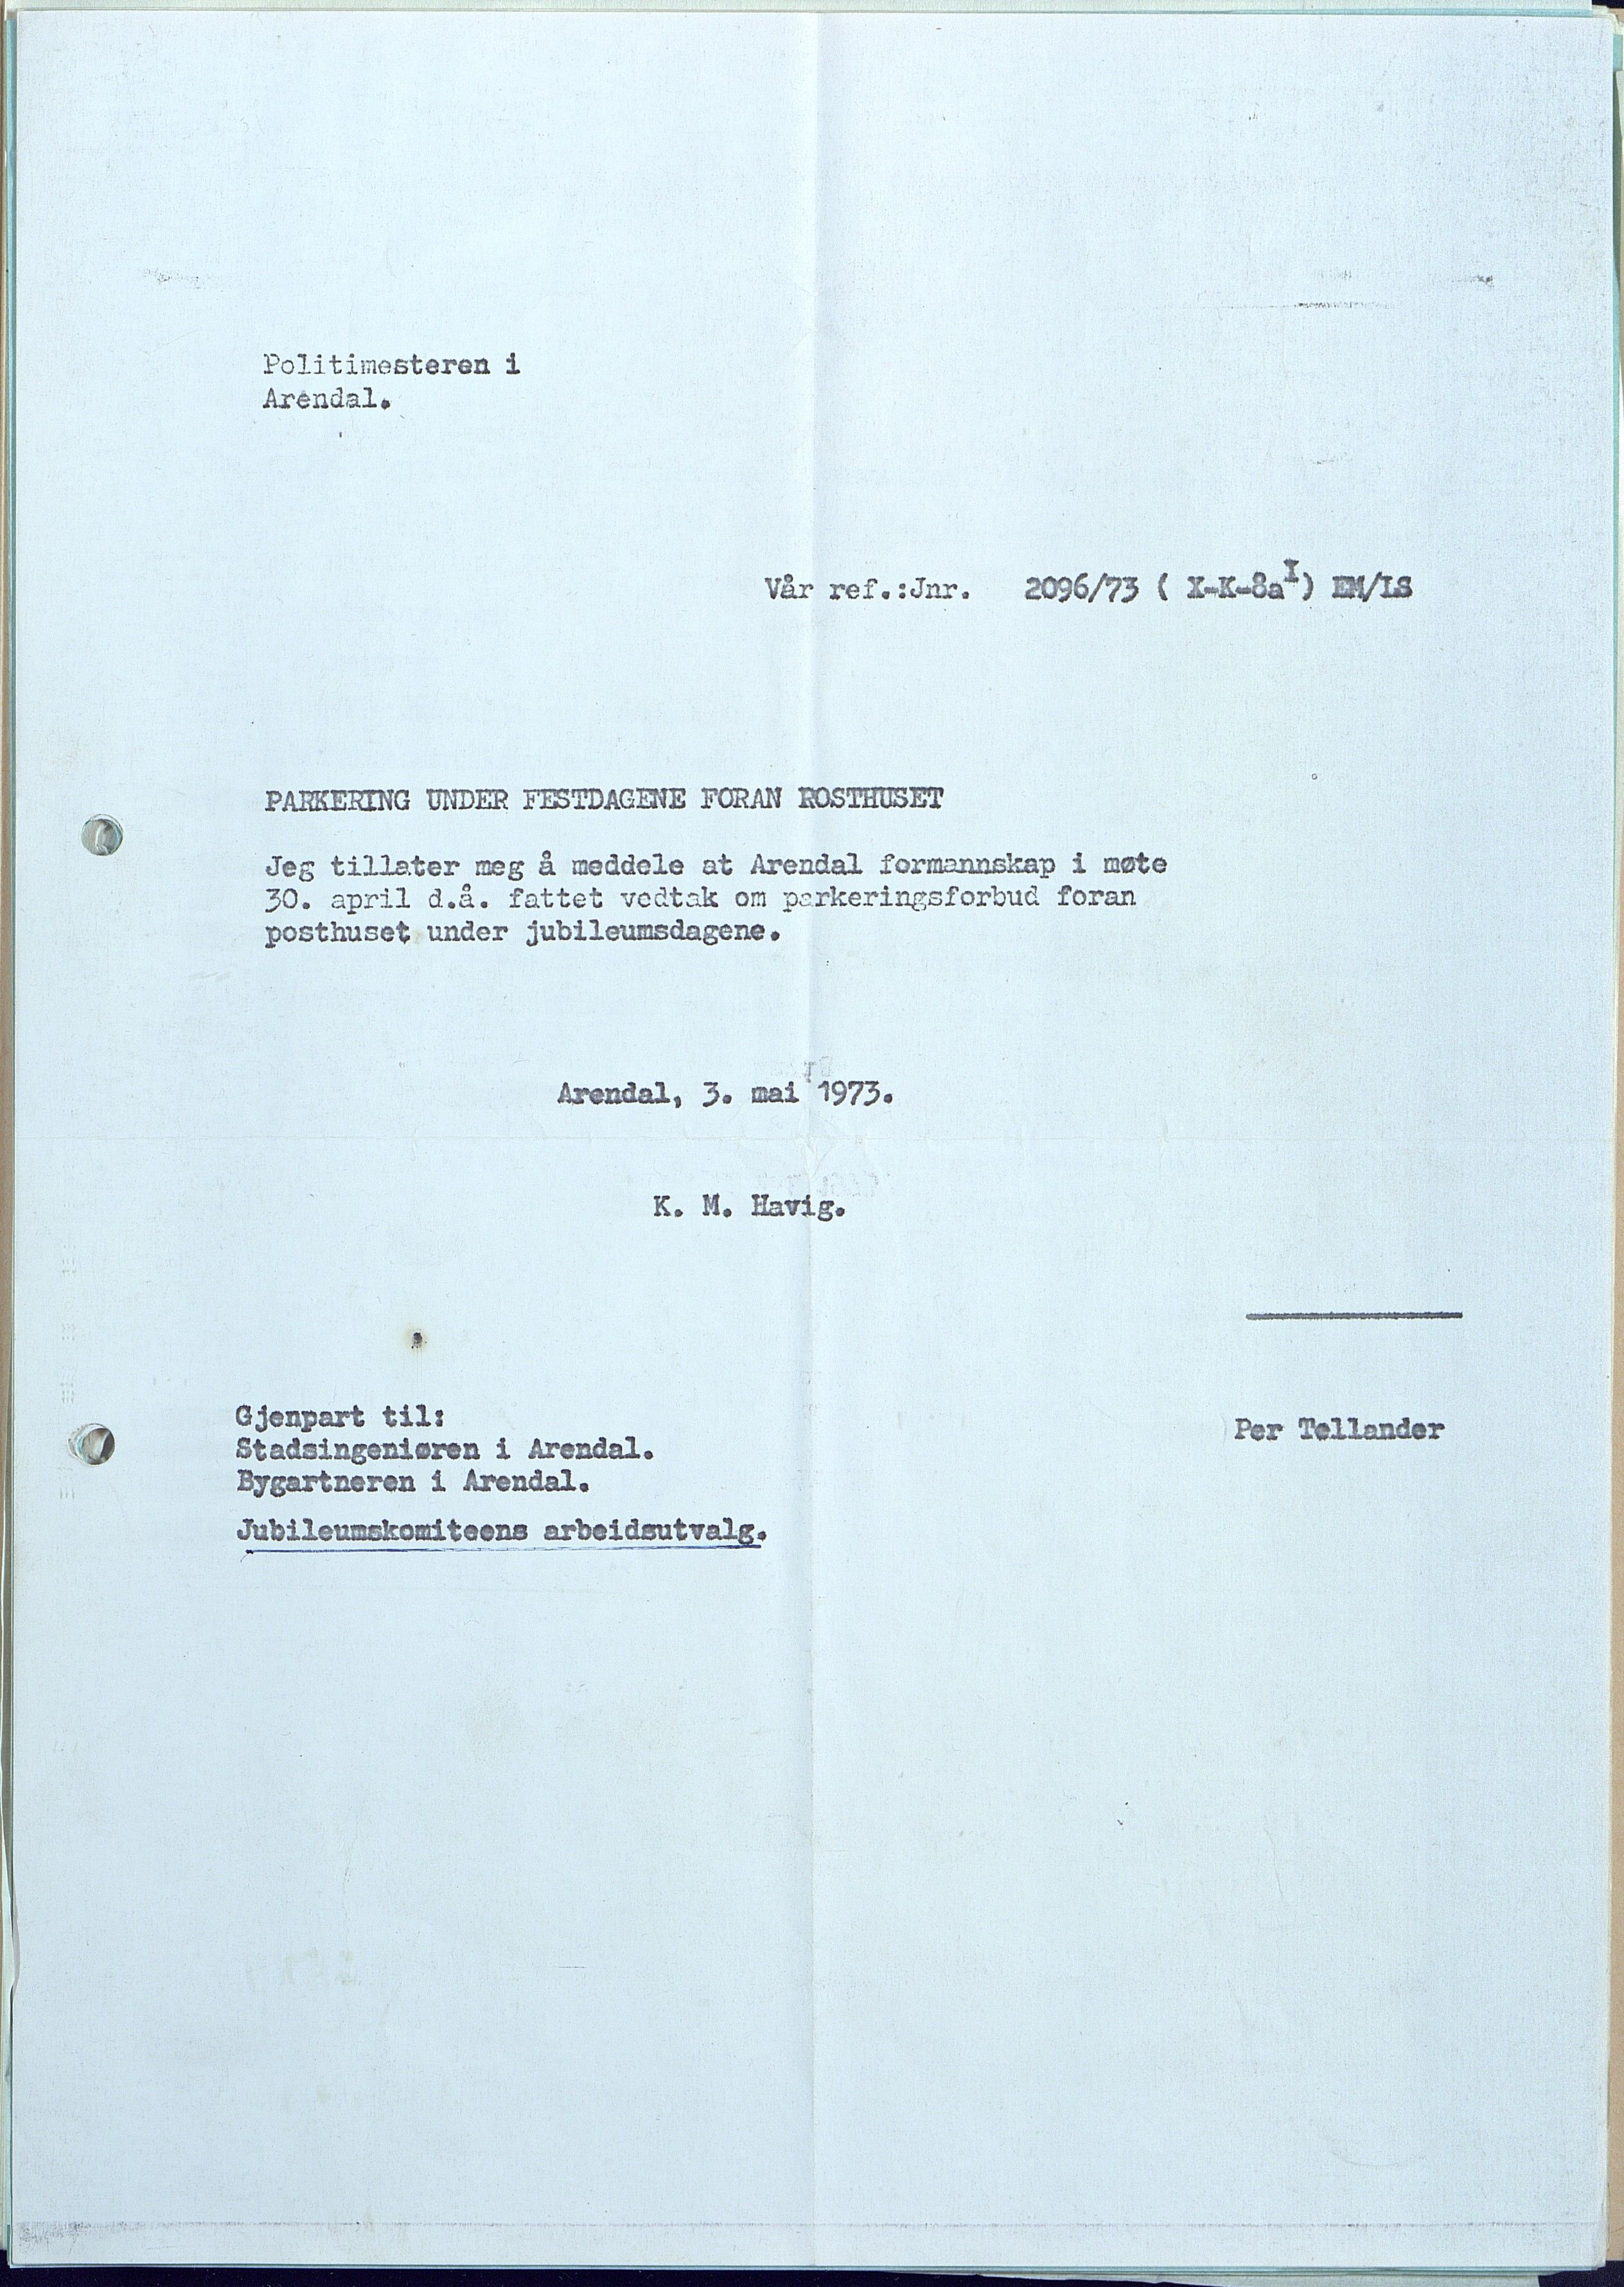 Politimesteren i
Arendal.
Vår ref.:Jnr. 2096/73 ( X-K-8aI) EM/LS
PARKERING UNDER FESTDAGENE FORAN POSTHUSET
Jeg tillater meg å meddele at Arendal formannskap i møte
30. april d.å. fattet vedtak om parkeringsforbud foran
posthuset under jubileumsdagene.
Arendal, 3. mai 1973.
K. M. Havig.
Per Tellander
Gjenpart til:
Stadsingeniøren i Arendal.
Bygartneren i Arendal.
Jubileumskomiteens arbeidsutvalg.